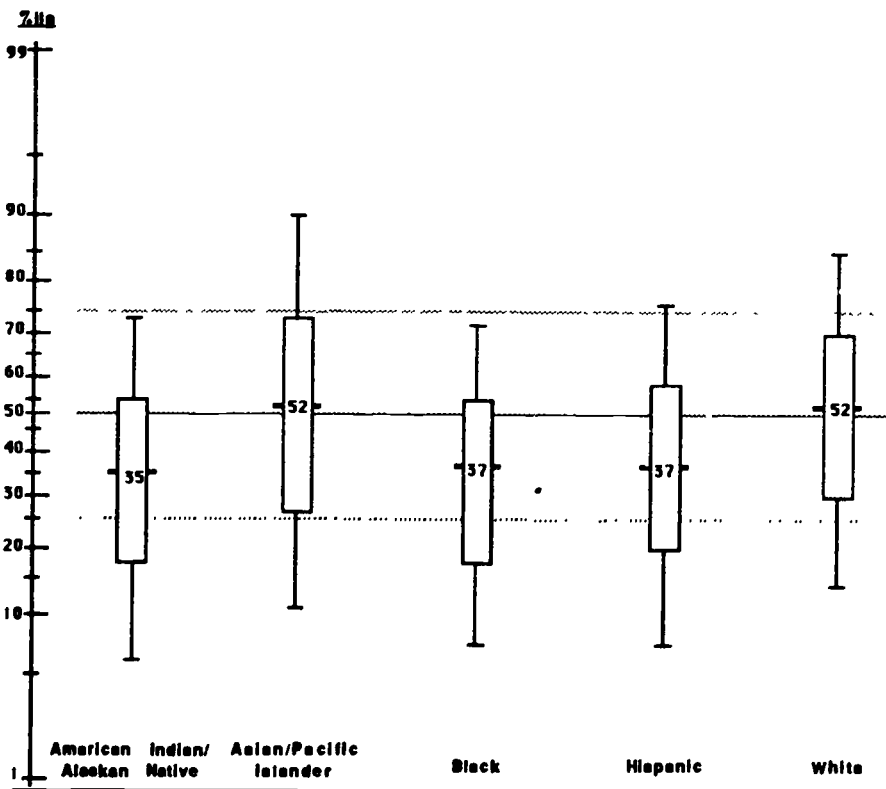 %ile
99
90
80
70
60
50
40
30
20
10
1
35
52
37
37
52
American Indian/
Alaskan Native
Asian/Pacific
Islander
Black
Hispanic
White